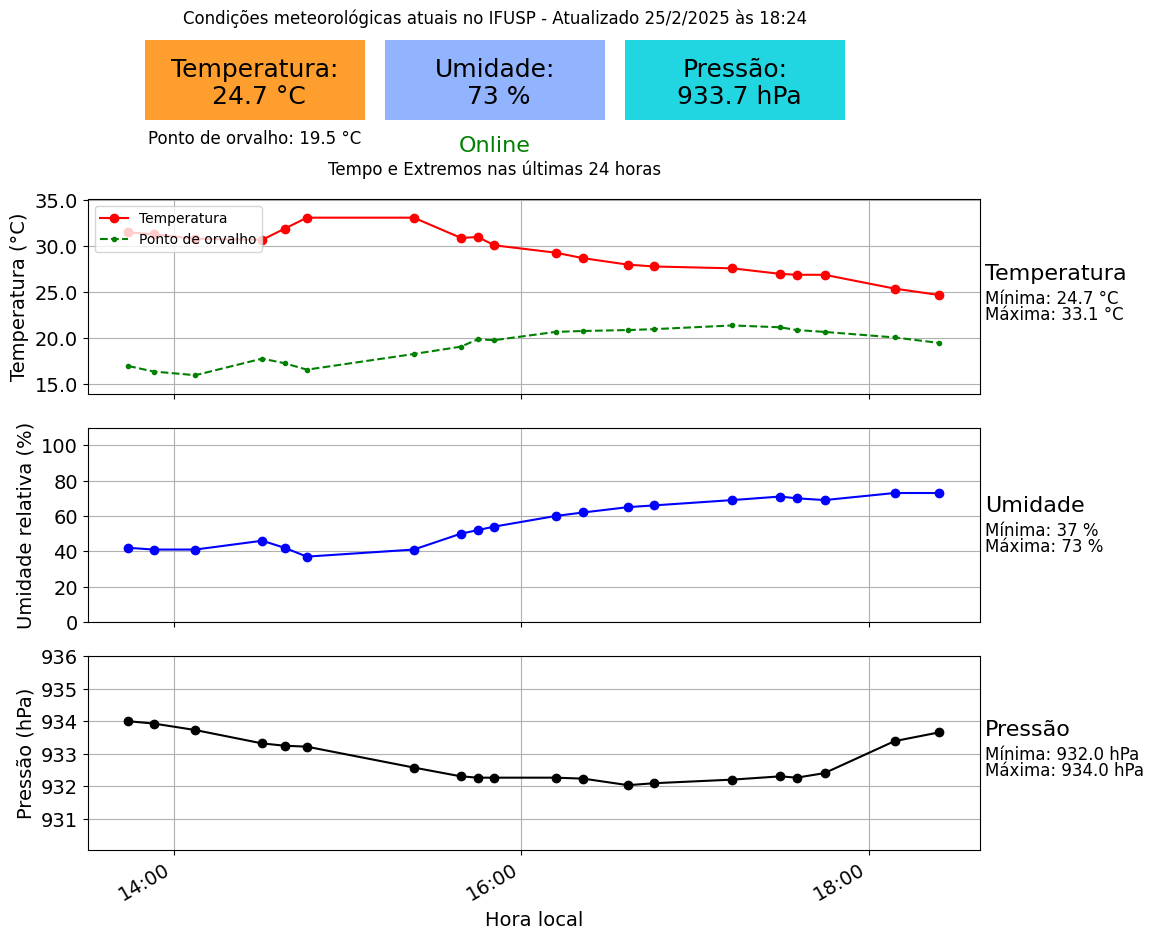 Condições meteorológicas atuais no IFUSP - Atualizado 25/2/2025 às 18:24
Temperatura:
24.7 °C
Umidade:
73 %
Pressão:
933.7 hPa
Ponto de orvalho: 19.5 °C
Online
Tempo e Extremos nas últimas 24 horas
Temperatura (°C)
35.0
30.0
25.0
20.0
15.0
Temperatura
Ponto de orvalho
Temperatura
Mínima: 24.7 °C
Máxima: 33.1 °C
Umidade relativa (%)
100
80
60
40
20
0
Umidade
Mínima: 37 %
Máxima: 73 %
Pressão (hPa)
936
935
934
933
932
931
Pressão
Mínima: 932.0 hPa
Máxima: 934.0 hPa
14:00
16:00
18:00
Hora local